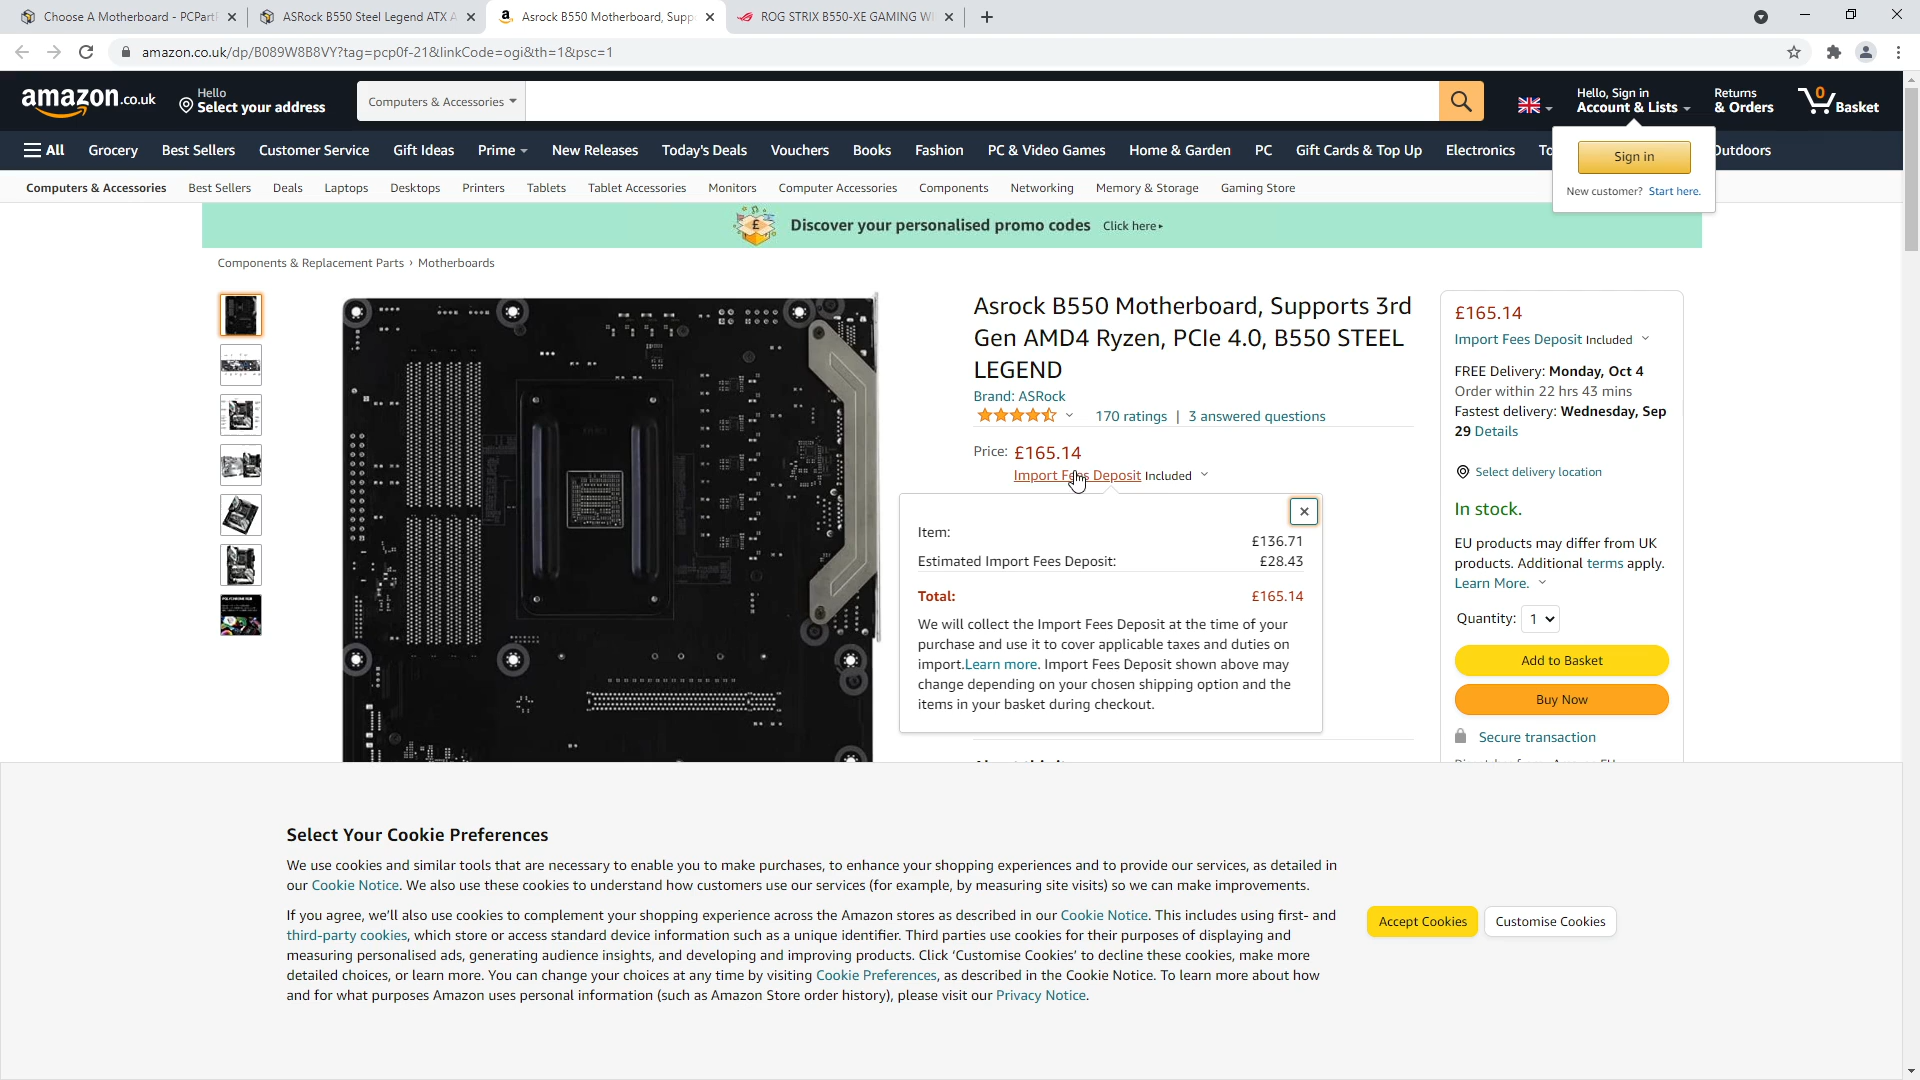 Choose A Motherboard - PCPartP
ASRock B550 Steel Legend ATX A
Asrock B550 Motherboard, Supp
ROG STRIX B550-XE GAMING W
amazon.co.uk/dp/B089W8B8VY?tag=pcp0f-21&linkCode=ogi&th=1&psc=1
amazon.co.uk
Hello
Select your address
Computers & Accessories
Hello, Sign in
Account & Lists
Returns
& Orders
0
Basket
All
Grocery
Best Sellers
Customer Service
Gift Ideas
Prime
New Releases
Today's Deals
Vouchers
Books
Fashion
PC & Video Games
Home & Garden
PC
Gift Cards & Top Up
Electronics
To
Outdoors
Sign in
New customer? Start here.
Computers & Accessories
Best Sellers
Deals
Laptops
Desktops
Printers
Tablets
Tablet Accessories
Monitors
Computer Accessories
Components
Networking
Memory & Storage
Gaming Store
£
Discover your personalised promo codes Click here▸
Components & Replacement Parts › Motherboards
Asrock B550 Motherboard, Supports 3rd
Gen AMD4 Ryzen, PCIe 4.0, B550 STEEL
LEGEND
Brand: ASRock
170 ratings | 3 answered questions
Price: £165.14
Import Fees Deposit Included
Item:
£136.71
Estimated Import Fees Deposit: £28.43
Total: £165.14
We will collect the Import Fees Deposit at the time of your
purchase and use it to cover applicable taxes and duties on
import.Learn more. Import Fees Deposit shown above may
change depending on your chosen shipping option and the
items in your basket during checkout.
£165.14
Import Fees Deposit Included
FREE Delivery: Monday, Oct 4
Order within 22 hrs 43 mins
Fastest delivery: Wednesday, Sep
29 Details
Select delivery location
In stock.
EU products may differ from UK
products. Additional terms apply.
Learn More.
Quantity: 1
Add to Basket
Buy Now
Secure transaction
Select Your Cookie Preferences
We use cookies and similar tools that are necessary to enable you to make purchases, to enhance your shopping experiences and to provide our services, as detailed in
our Cookie Notice. We also use these cookies to understand how customers use our services (for example, by measuring site visits) so we can make improvements.
If you agree, we'll also use cookies to complement your shopping experience across the Amazon stores as described in our Cookie Notice. This includes using first- and
third-party cookies, which store or access standard device information such as a unique identifier. Third parties use cookies for their purposes of displaying and
measuring personalised ads, generating audience insights, and developing and improving products. Click 'Customise Cookies' to decline these cookies, make more
detailed choices, or learn more. You can change your choices at any time by visiting Cookie Preferences, as described in the Cookie Notice. To learn more about how
and for what purposes Amazon uses personal information (such as Amazon Store order history), please visit our Privacy Notice.
Accept Cookies
Customise Cookies